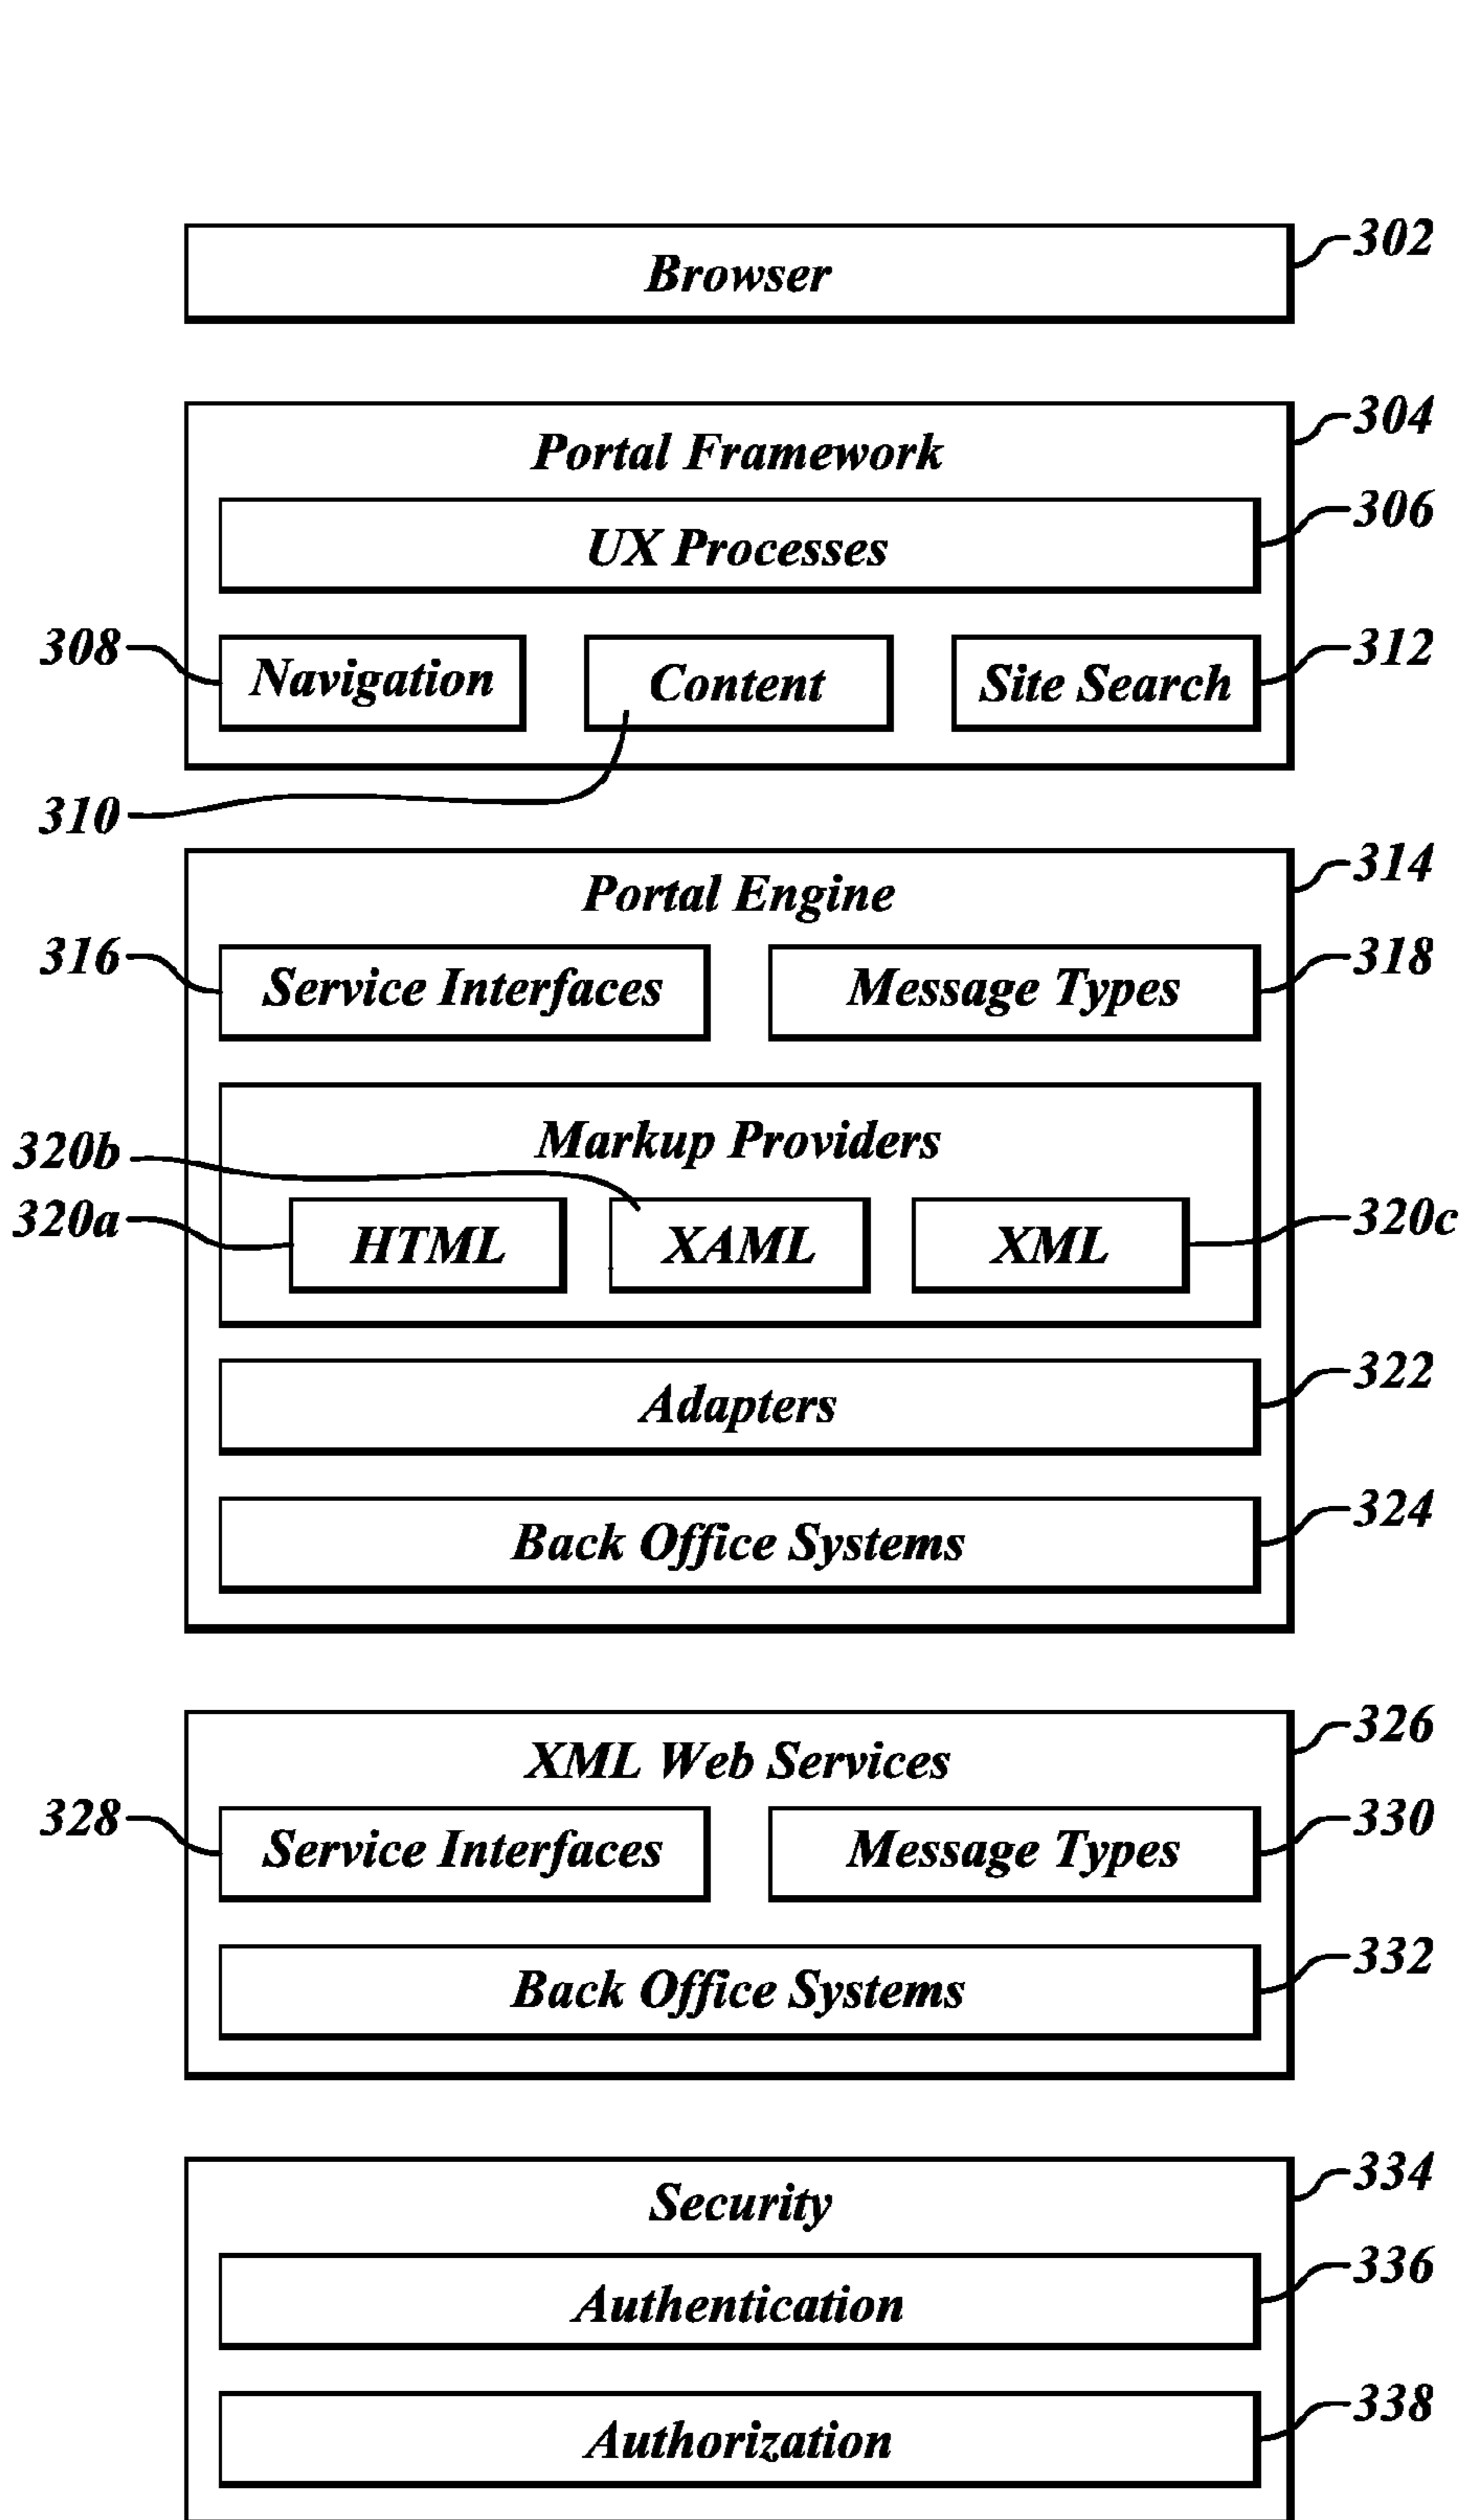 Browser 302
304
Portal Framework
306
UX Processes
308 Navigation Content Site Search 312
310
314
Portal Engine
316 Service Interfaces Message Types 318
Markup Providers
320b
320a HTML XAML XML 320c
322
Adapters
324
Back Office Systems
326
XML Web Services
328 Service Interfaces Message Types 330
332
Back Office Systems
334
Security
336
Authentication
338
Authorization